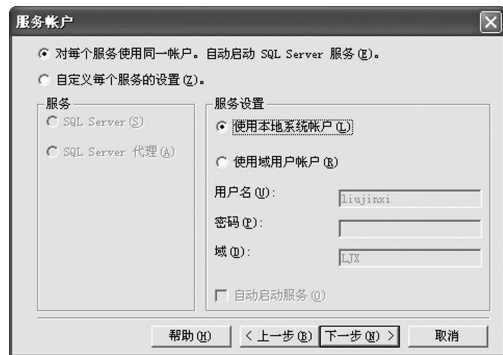 服务帐户
对每个服务使用同一帐户。自动启动 SQL Server 服务(E)。
自定义每个服务的设置(Z)。
服务
SQL Server(S)
SQL Server 代理(A)
服务设置
使用本地系统帐户(L)
使用域用户帐户(R)
用户名(U):
liujinxi
密码(P):
域(D):
LJX
自动启动服务(O)
帮助(H)
< 上一步(B)
下一步(N) >
取消